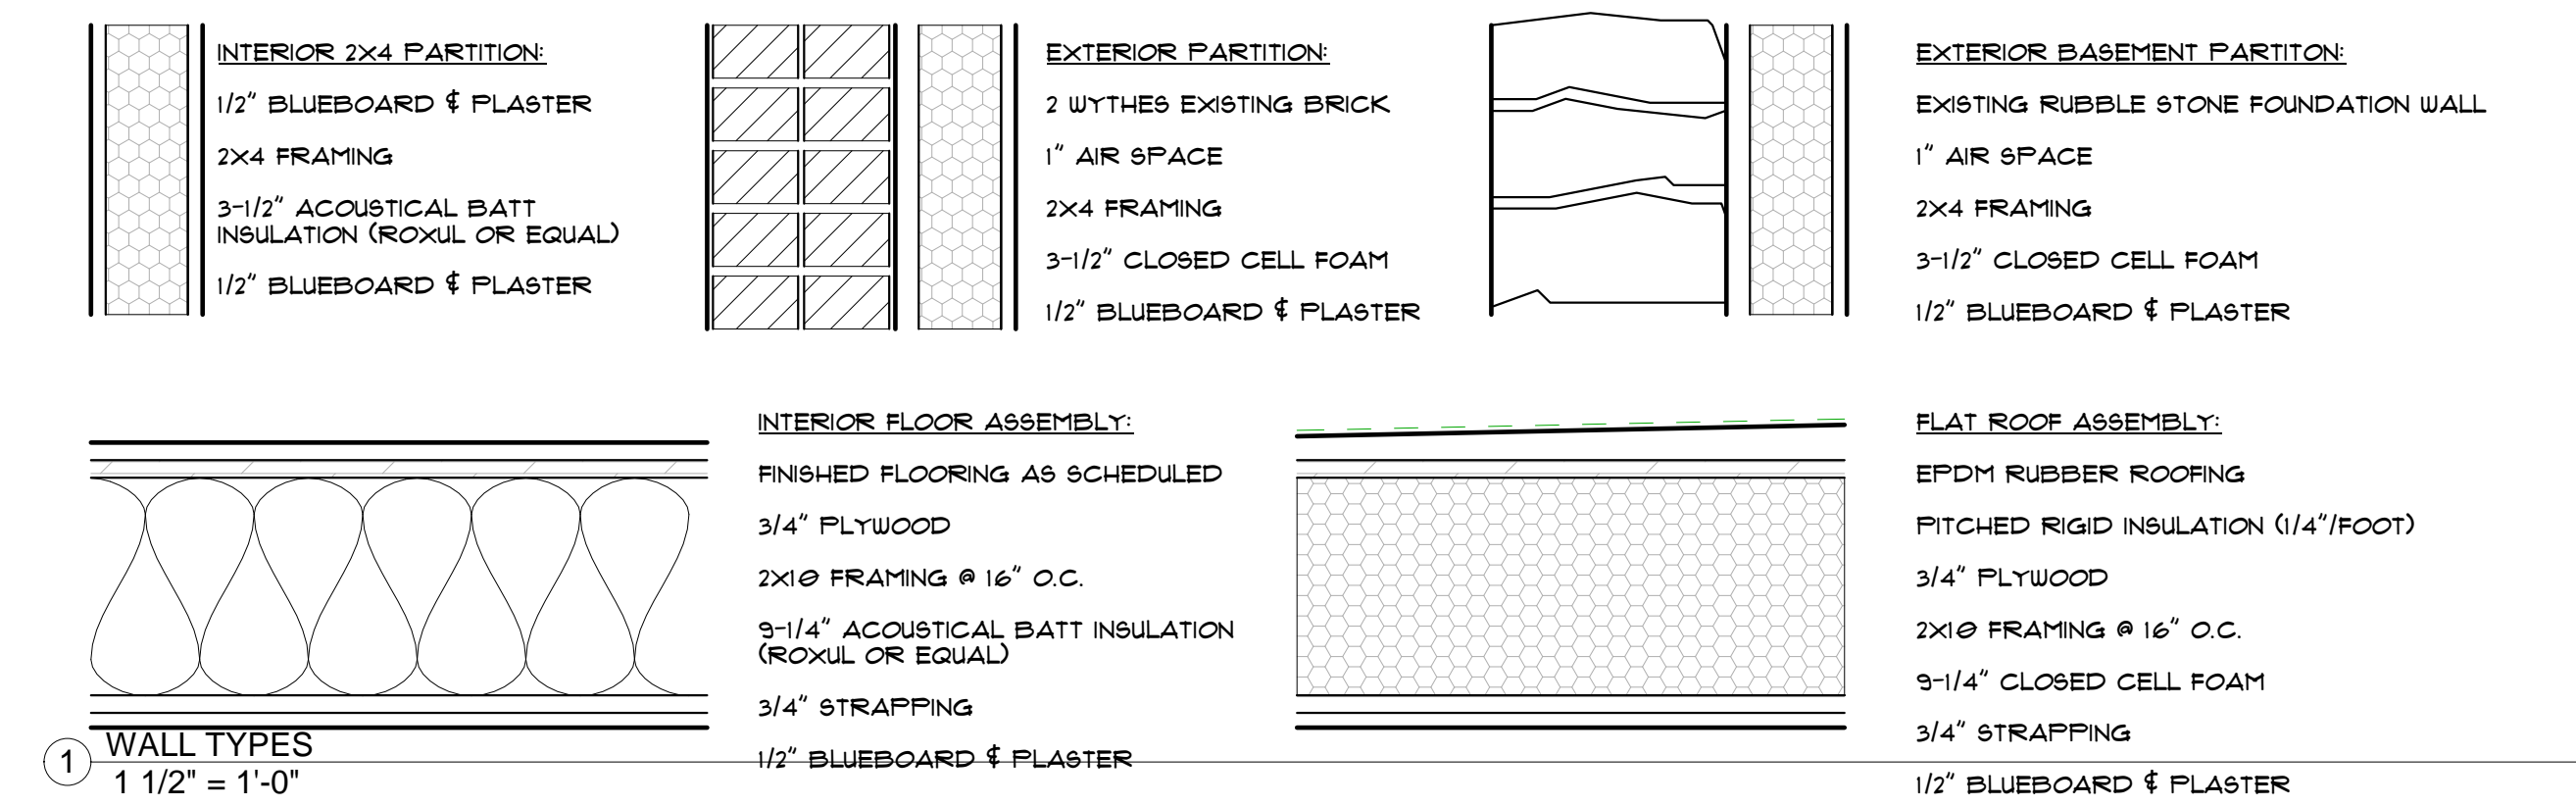 INTERIOR 2X4 PARTITION:
1/2" BLUEBOARD & PLASTER
2X4 FRAMING
3-1/2" ACOUSTICAL BATT
INSULATION (ROXUL OR EQUAL)
1/2" BLUEBOARD & PLASTER
EXTERIOR PARTITION:
2 WYTHES EXISTING BRICK
1" AIR SPACE
2X4 FRAMING
3-1/2" CLOSED CELL FOAM
1/2" BLUEBOARD & PLASTER
EXTERIOR BASEMENT PARTITON:
EXISTING RUBBLE STONE FOUNDATION WALL
1" AIR SPACE
2X4 FRAMING
3-1/2" CLOSED CELL FOAM
1/2" BLUEBOARD & PLASTER
INTERIOR FLOOR ASSEMBLY:
FINISHED FLOORING AS SCHEDULED
3/4" PLYWOOD
2X10 FRAMING @ 16" O.C.
9-1/4" ACOUSTICAL BATT INSULATION
(ROXUL OR EQUAL)
3/4" STRAPPING
1/2" BLUEBOARD & PLASTER
FLAT ROOF ASSEMBLY:
EPDM RUBBER ROOFING
PITCHED RIGID INSULATION (1/4"/FOOT)
3/4" PLYWOOD
2X10 FRAMING @ 16" O.C.
9-1/4" CLOSED CELL FOAM
3/4" STRAPPING
1/2" BLUEBOARD & PLASTER
1 WALL TYPES
1 1/2" = 1'-0"